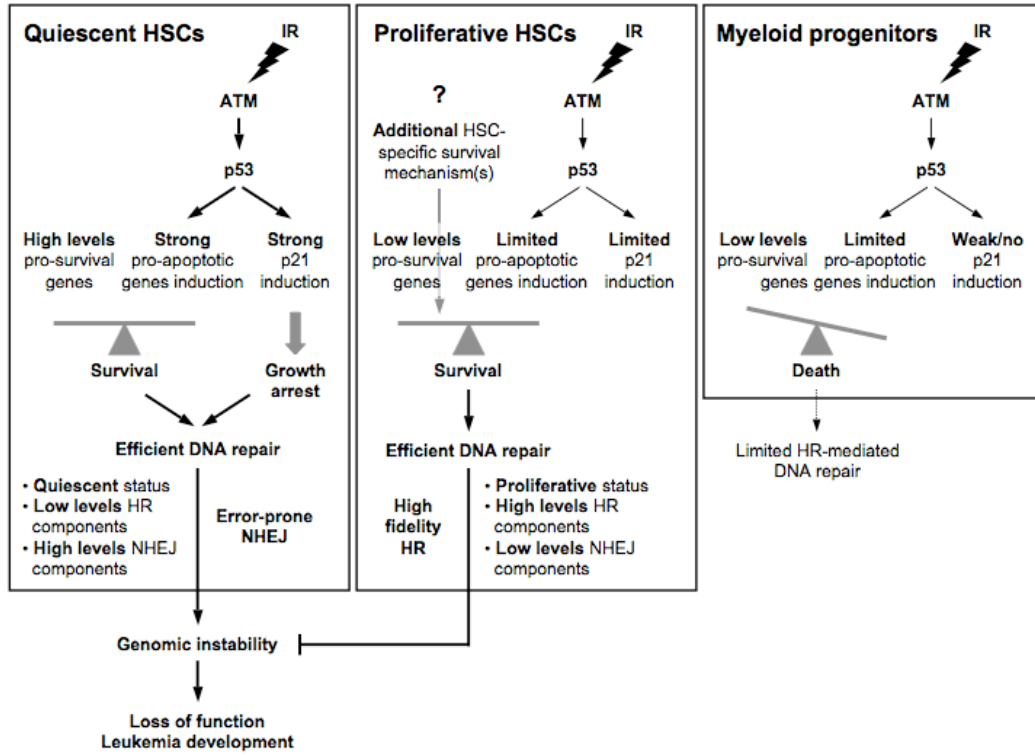 Quiescent HSCs
IR
ATM
p53
High levels
pro-survival
genes
Strong
pro-apoptotic
genes induction
Strong
p21
induction
Survival
Growth
arrest
Efficient DNA repair
• Quiescent status
• Low levels HR
components
• High levels NHEJ
components
Error-prone
NHEJ
Proliferative HSCs
IR
?
ATM
Additional HSC-
specific survival
mechanism(s)
p53
Low levels
pro-survival
genes
Limited
pro-apoptotic
genes induction
Limited
p21
induction
Survival
Efficient DNA repair
High
fidelity
HR
• Proliferative status
• High levels HR
components
• Low levels NHEJ
components
Myeloid progenitors
IR
ATM
p53
Low levels
pro-survival
genes
Limited
pro-apoptotic
genes induction
Weak/no
p21
induction
Death
Limited HR-mediated
DNA repair
Genomic instability
Loss of function
Leukemia development